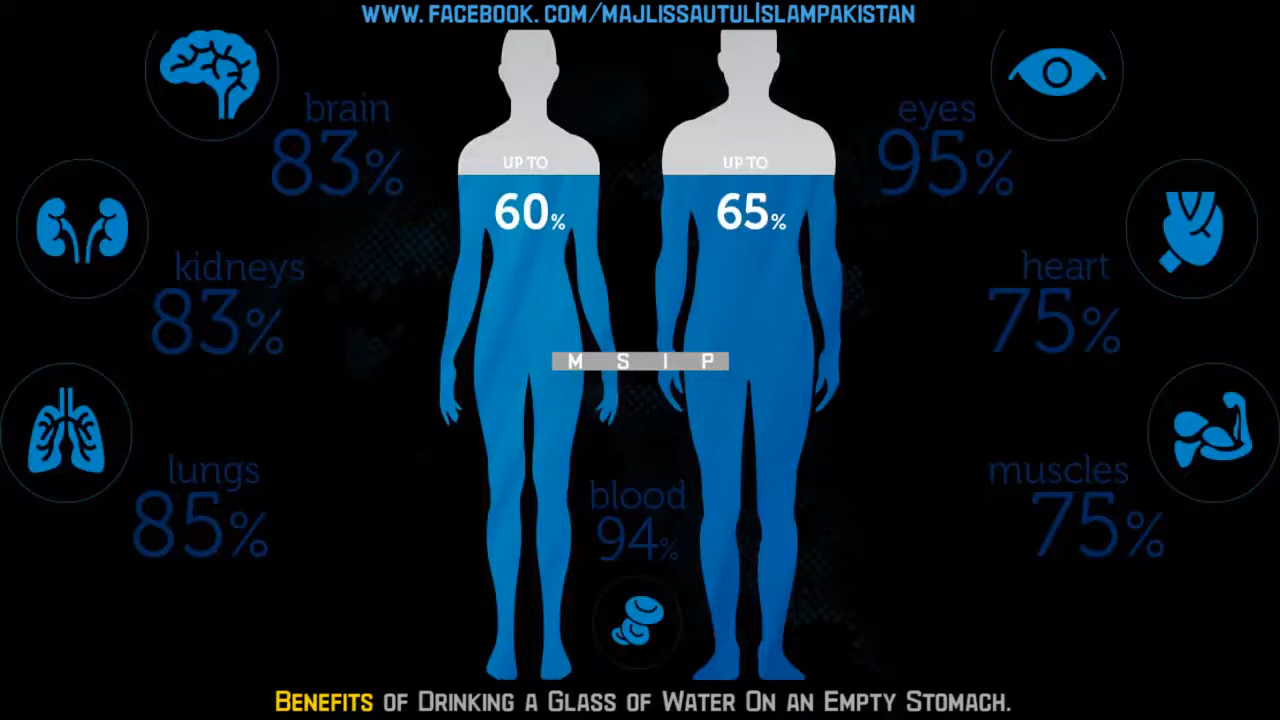 WWW. FACEBOOK. COM/MAJLISSAUTULISLAMPAKISTAN
brain
83%
kidneys
83%
lungs
85%
UP TO
60%
UP TO
65%
M S I P
blood
94%
eyes
95%
heart
75%
muscles
75%
BENEFITS OF DRINKING A GLASS OF WATER ON AN EMPTY STOMACH.